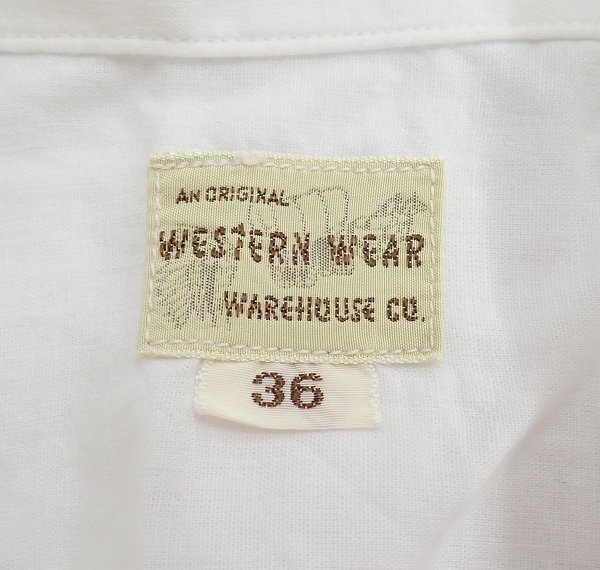 AN ORIGINAL
WESTERN WEAR
WAREHOUSE CO.
36